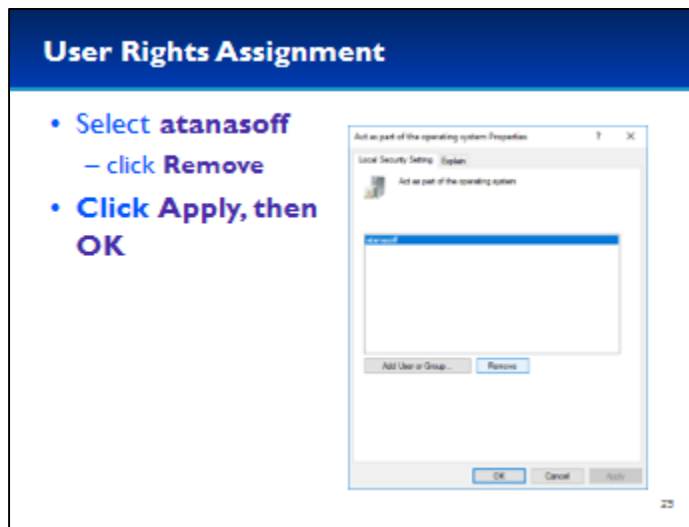 User Rights Assignment
• Select atanasoff
– click Remove
• Click Apply, then
OK
Act as part of the operating system Properties ? X
Local Security Setting Explain
Act as part of the operating system
atanasoff
Add User or Group... Remove
OK Cancel Apply
25